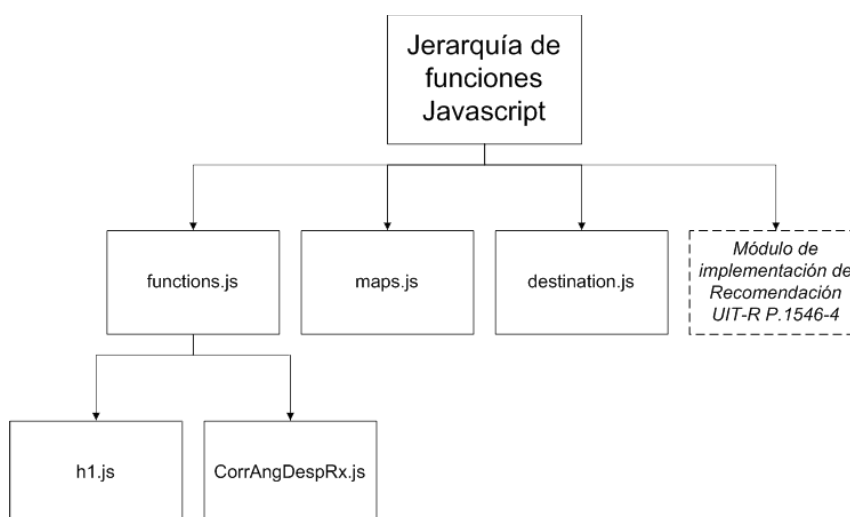 Jerarquía de
funciones
Javascript
functions.js
maps.js
destination.js
Módulo de
implementación de
Recomendación
UIT-R P.1546-4
h1.js
CorrAngDespRx.js